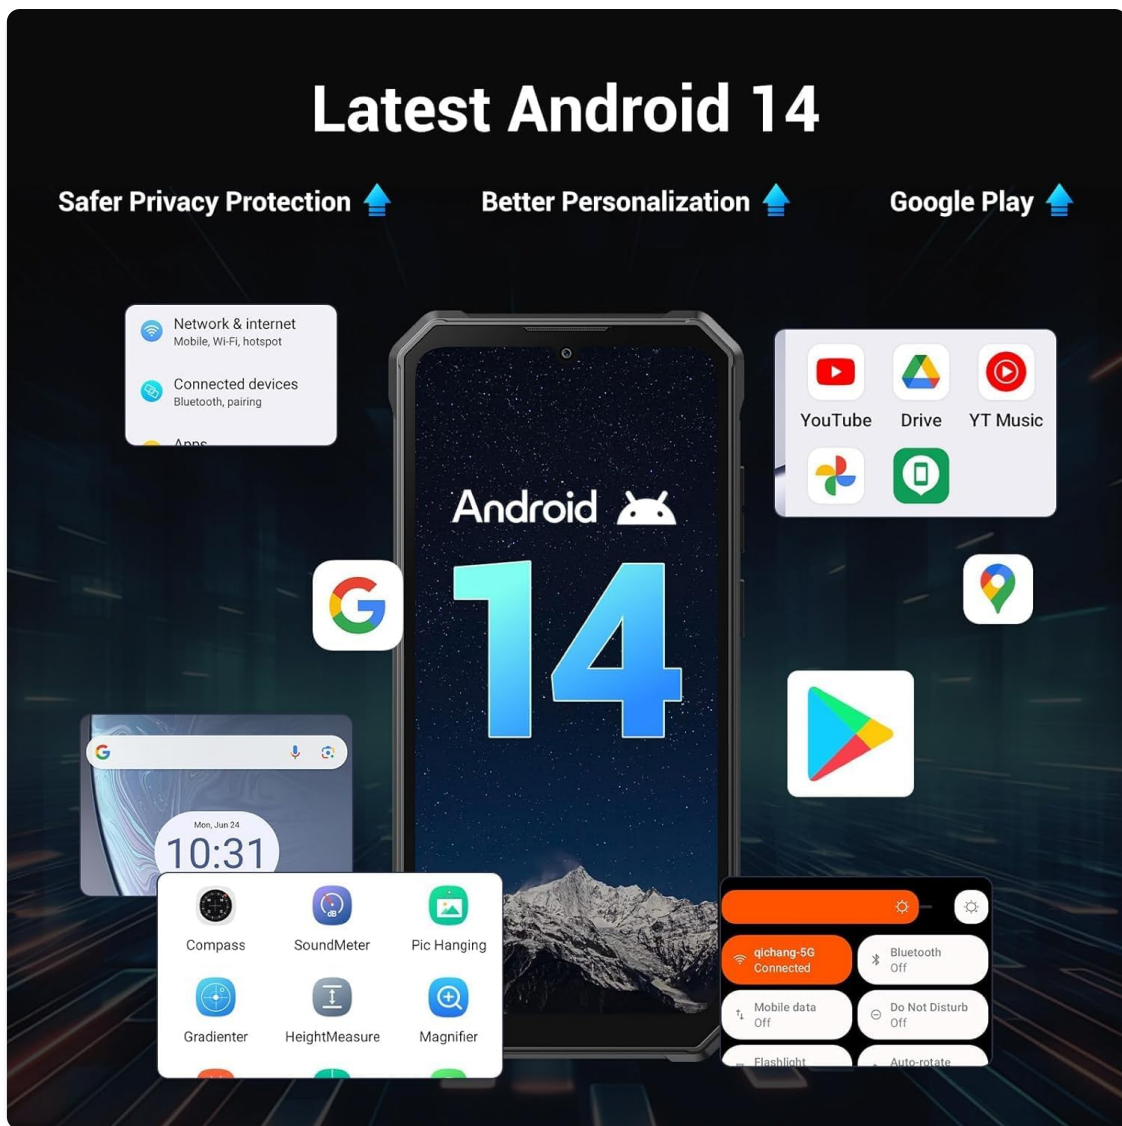 Latest Android 14
Safer Privacy Protection
Better Personalization
Google Play
Network & internet
Mobile, Wi-Fi, hotspot
Connected devices
Bluetooth, pairing
Apps
YouTube
Drive
YT Music
Android
14
Mon, Jun 24
10:31
Compass
SoundMeter
dB
Pic Hanging
Gradienter
HeightMeasure
Magnifier
qichang-5G
Connected
Bluetooth
Off
Mobile data
Off
Do Not Disturb
Off
Flashlight
Auto-rotate